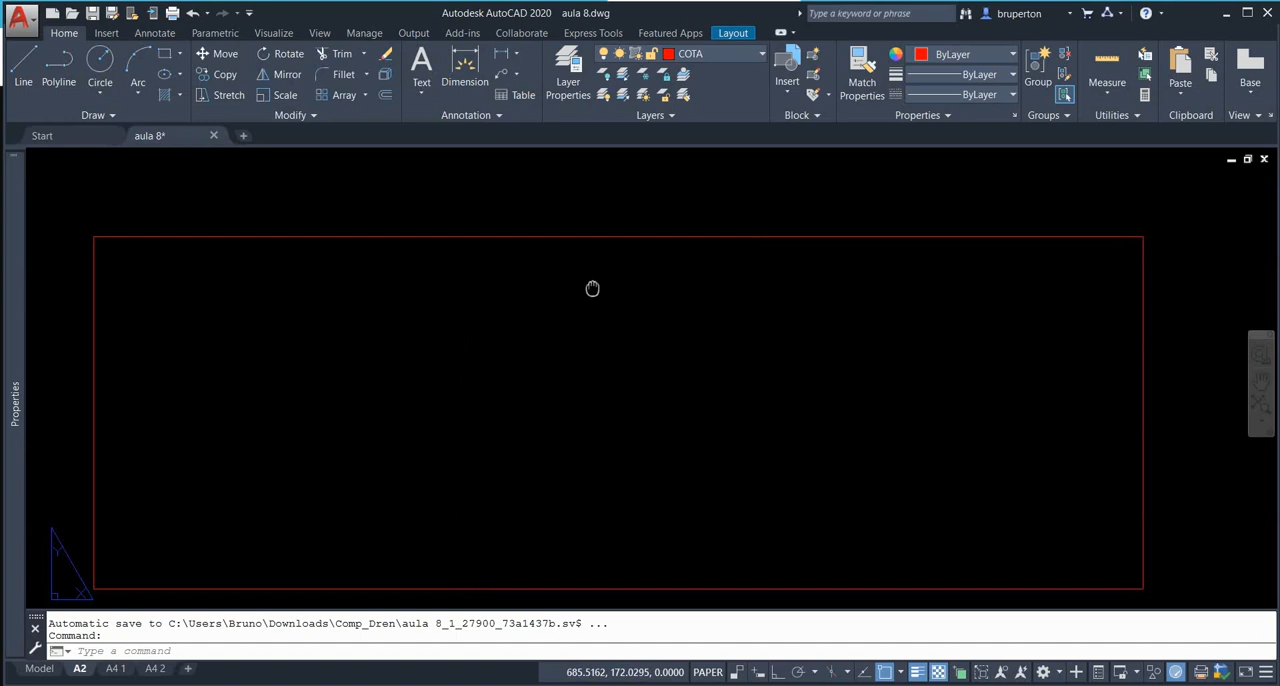 Autodesk AutoCAD 2020 aula 8.dwg
Type a keyword or phrase
bruperton
Home Insert Annotate Parametric Visualize View Manage Output Add-ins Collaborate Express Tools Featured Apps Layout
Line Polyline Circle Arc
Move Rotate Trim
Copy Mirror Fillet
Stretch Scale Array
Text Dimension
Table
Layer
Properties
COTA
Insert
Match
Properties
ByLayer
ByLayer
ByLayer
Group
Measure
Paste
Base
Draw Modify Annotation Layers Block Properties Groups Utilities Clipboard View
Start aula 8*
Properties
Y
X
Automatic save to C:\Users\Bruno\Downloads\Comp_Dren\aula 8_1_27900_73a1437b.sv$ ...
Command:
Type a command
Model A2 A4 1 A4 2
685.5162, 172.0295, 0.0000 PAPER